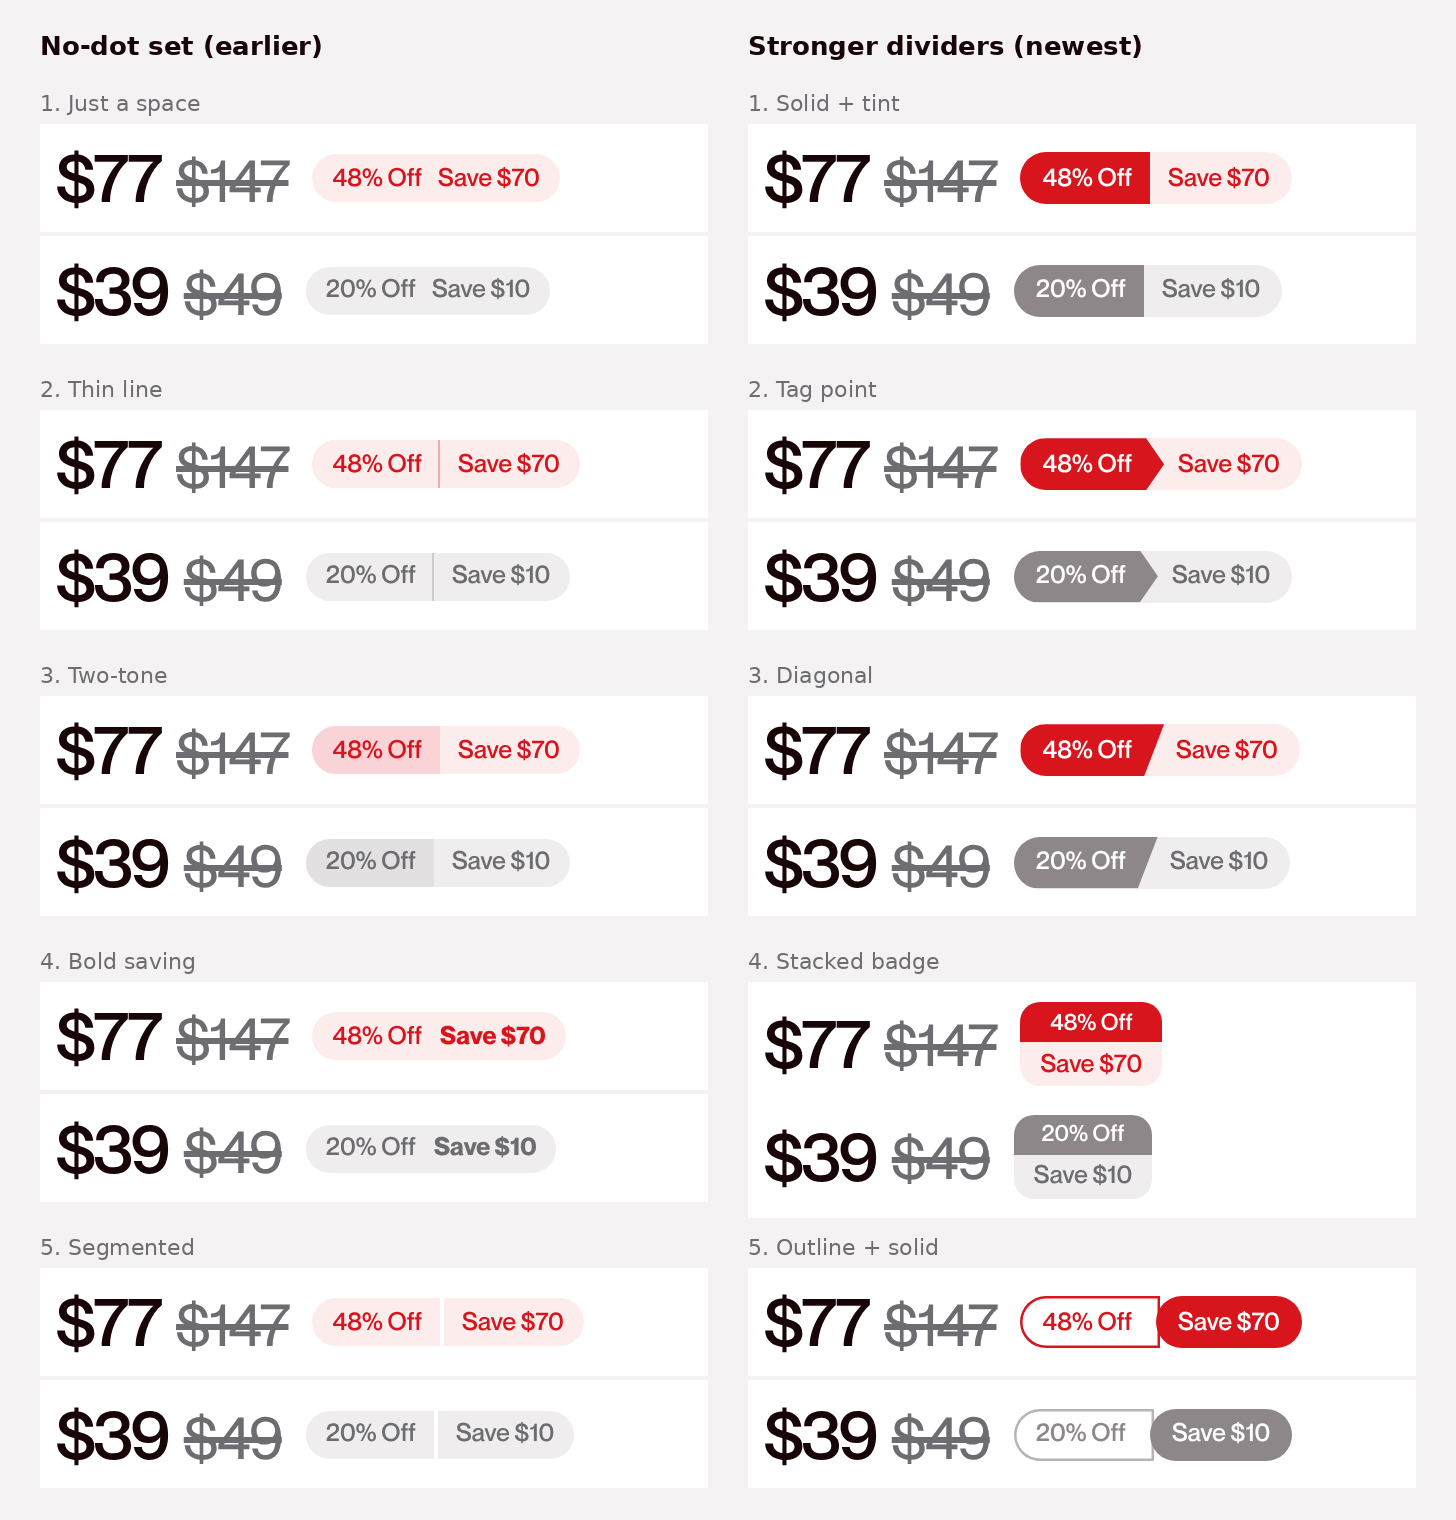 No-dot set (earlier)
1. Just a space
$77 $147 48% Off Save $70
$39 $49 20% Off Save $10
2. Thin line
$77 $147 48% Off Save $70
$39 $49 20% Off Save $10
3. Two-tone
$77 $147 48% Off Save $70
$39 $49 20% Off Save $10
4. Bold saving
$77 $147 48% Off Save $70
$39 $49 20% Off Save $10
5. Segmented
$77 $147 48% Off Save $70
$39 $49 20% Off Save $10
Stronger dividers (newest)
1. Solid + tint
$77 $147 48% Off Save $70
$39 $49 20% Off Save $10
2. Tag point
$77 $147 48% Off Save $70
$39 $49 20% Off Save $10
3. Diagonal
$77 $147 48% Off Save $70
$39 $49 20% Off Save $10
4. Stacked badge
$77 $147 48% Off
Save $70
$39 $49 20% Off
Save $10
5. Outline + solid
$77 $147 48% Off Save $70
$39 $49 20% Off Save $10